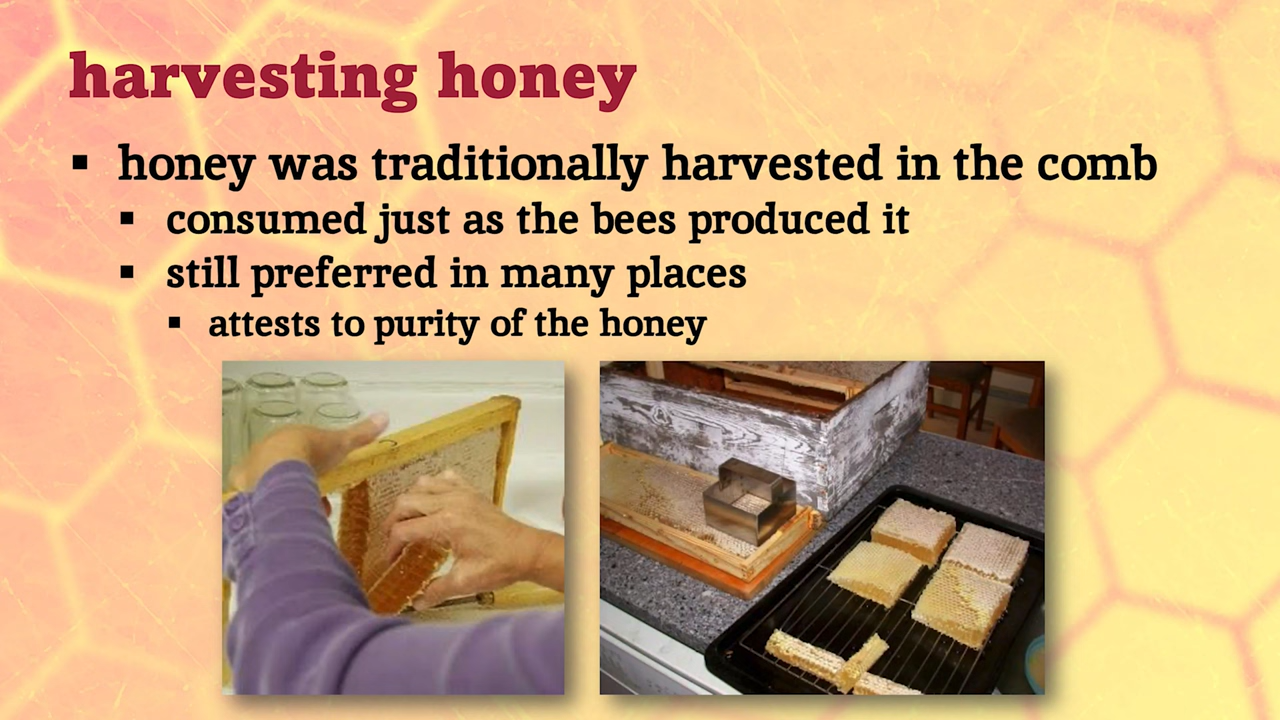 harvesting honey
▪ honey was traditionally harvested in the comb
▪ consumed just as the bees produced it
▪ still preferred in many places
▪ attests to purity of the honey